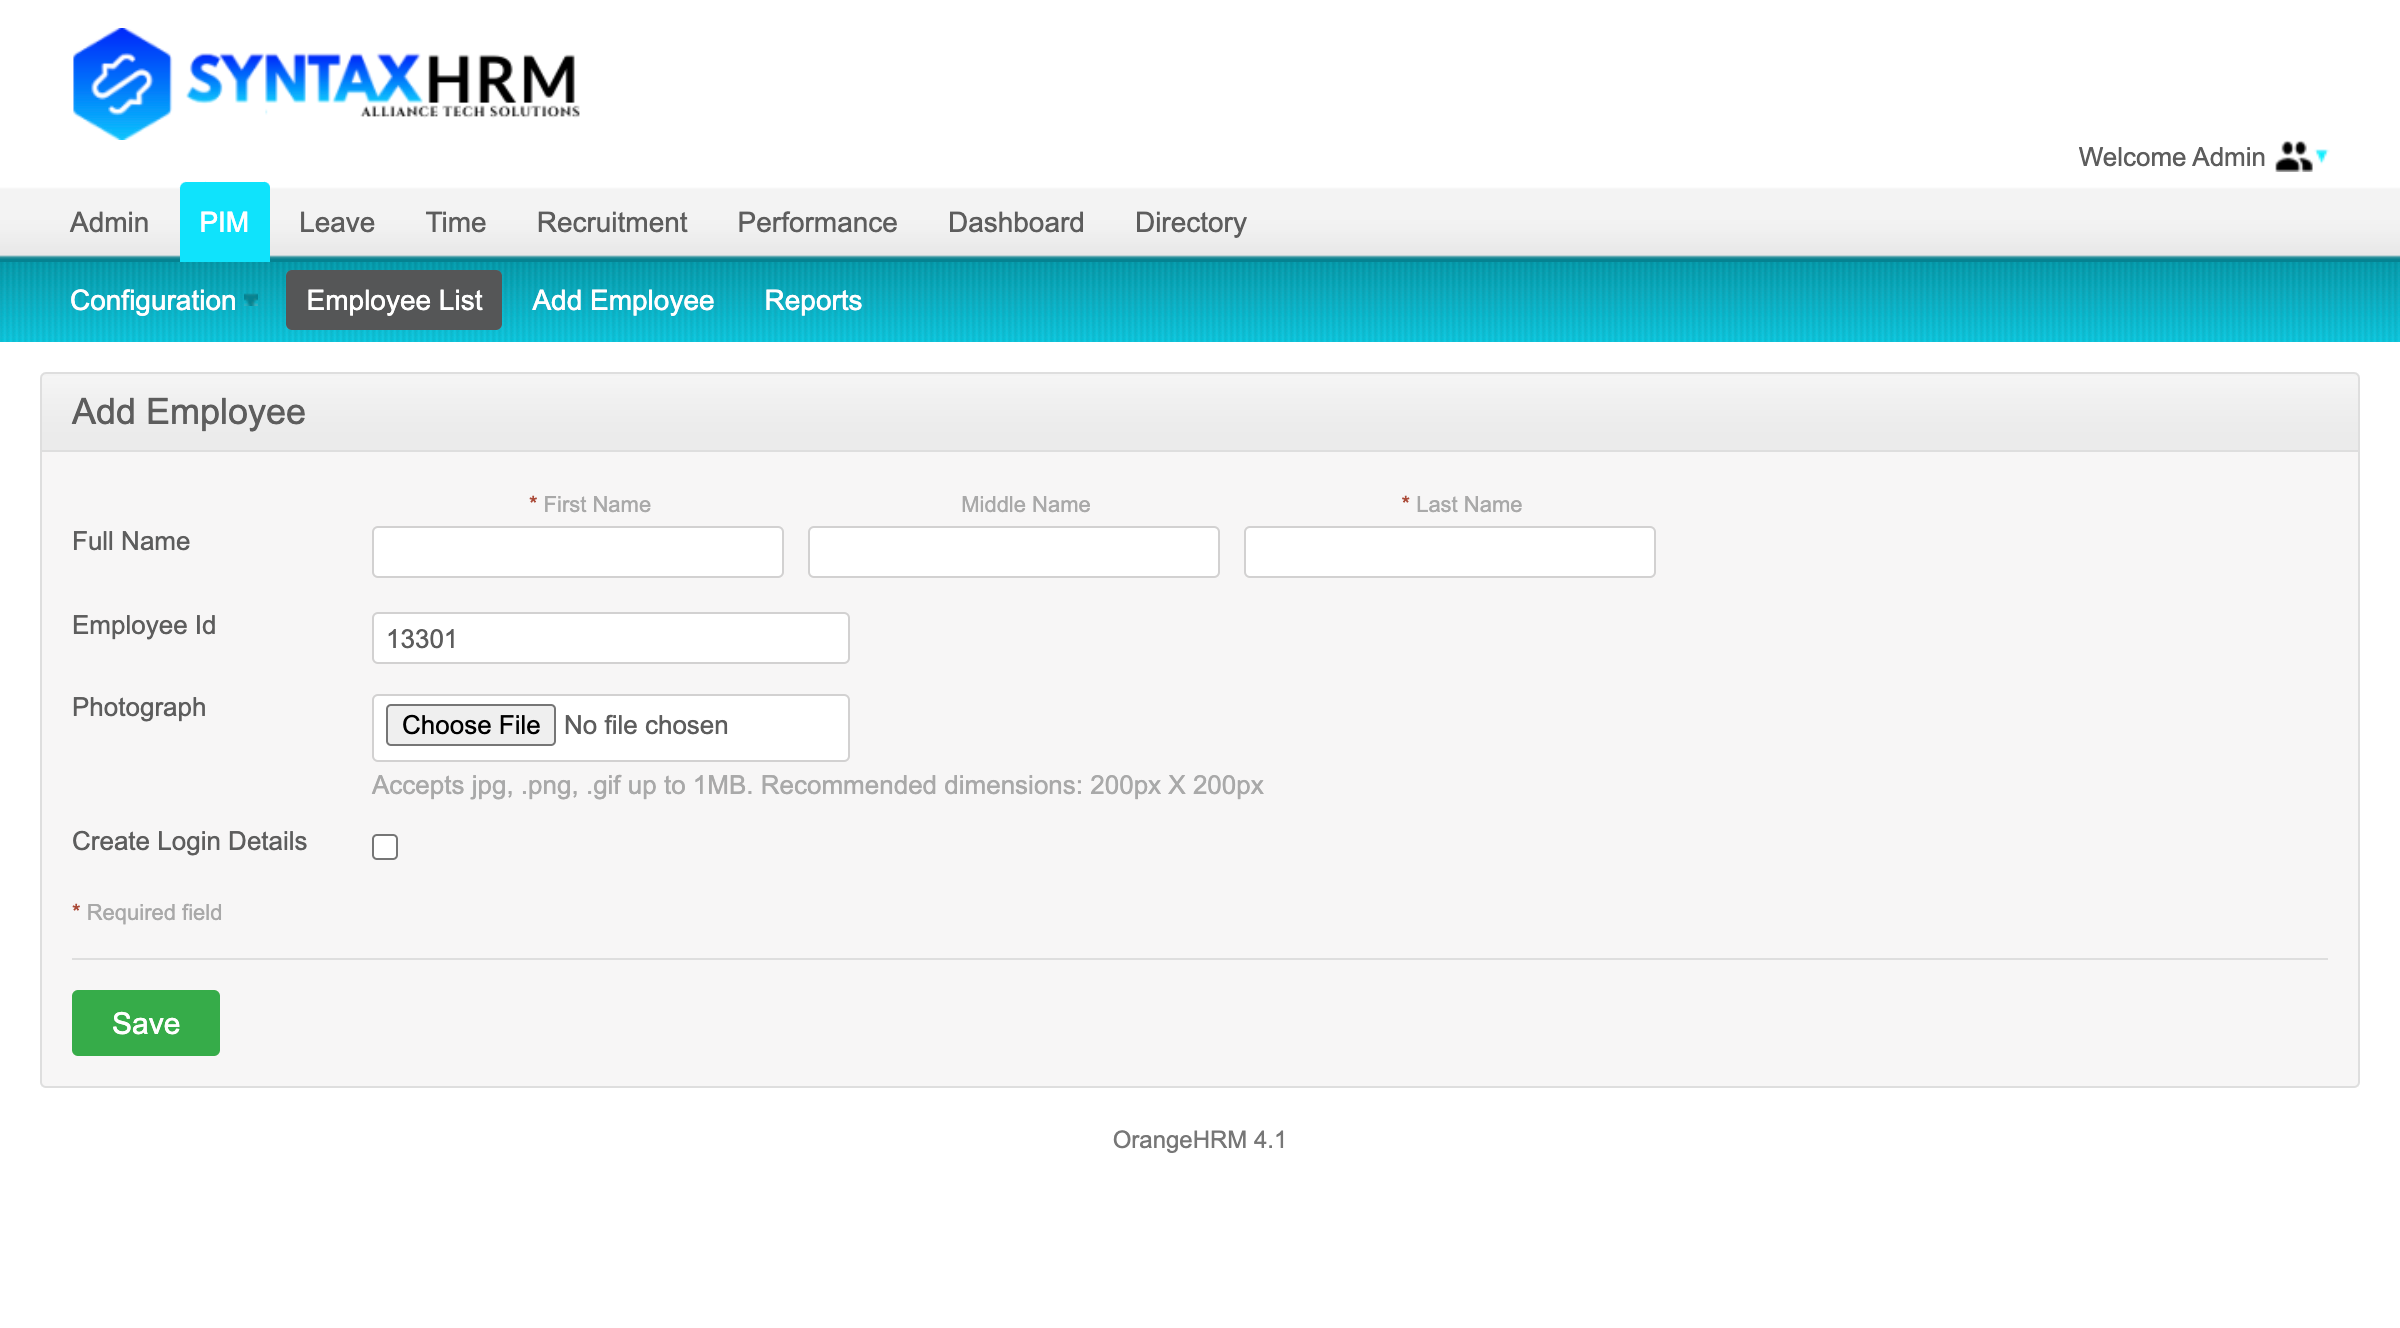 SYNTAXHRM
ALLIANCE TECH SOLUTIONS
Welcome Admin
Admin PIM Leave Time Recruitment Performance Dashboard Directory
Configuration Employee List Add Employee Reports
Add Employee
* First Name Middle Name * Last Name
Full Name
Employee Id 13301
Photograph Choose File No file chosen
Accepts jpg, .png, .gif up to 1MB. Recommended dimensions: 200px X 200px
Create Login Details
* Required field
Save
OrangeHRM 4.1